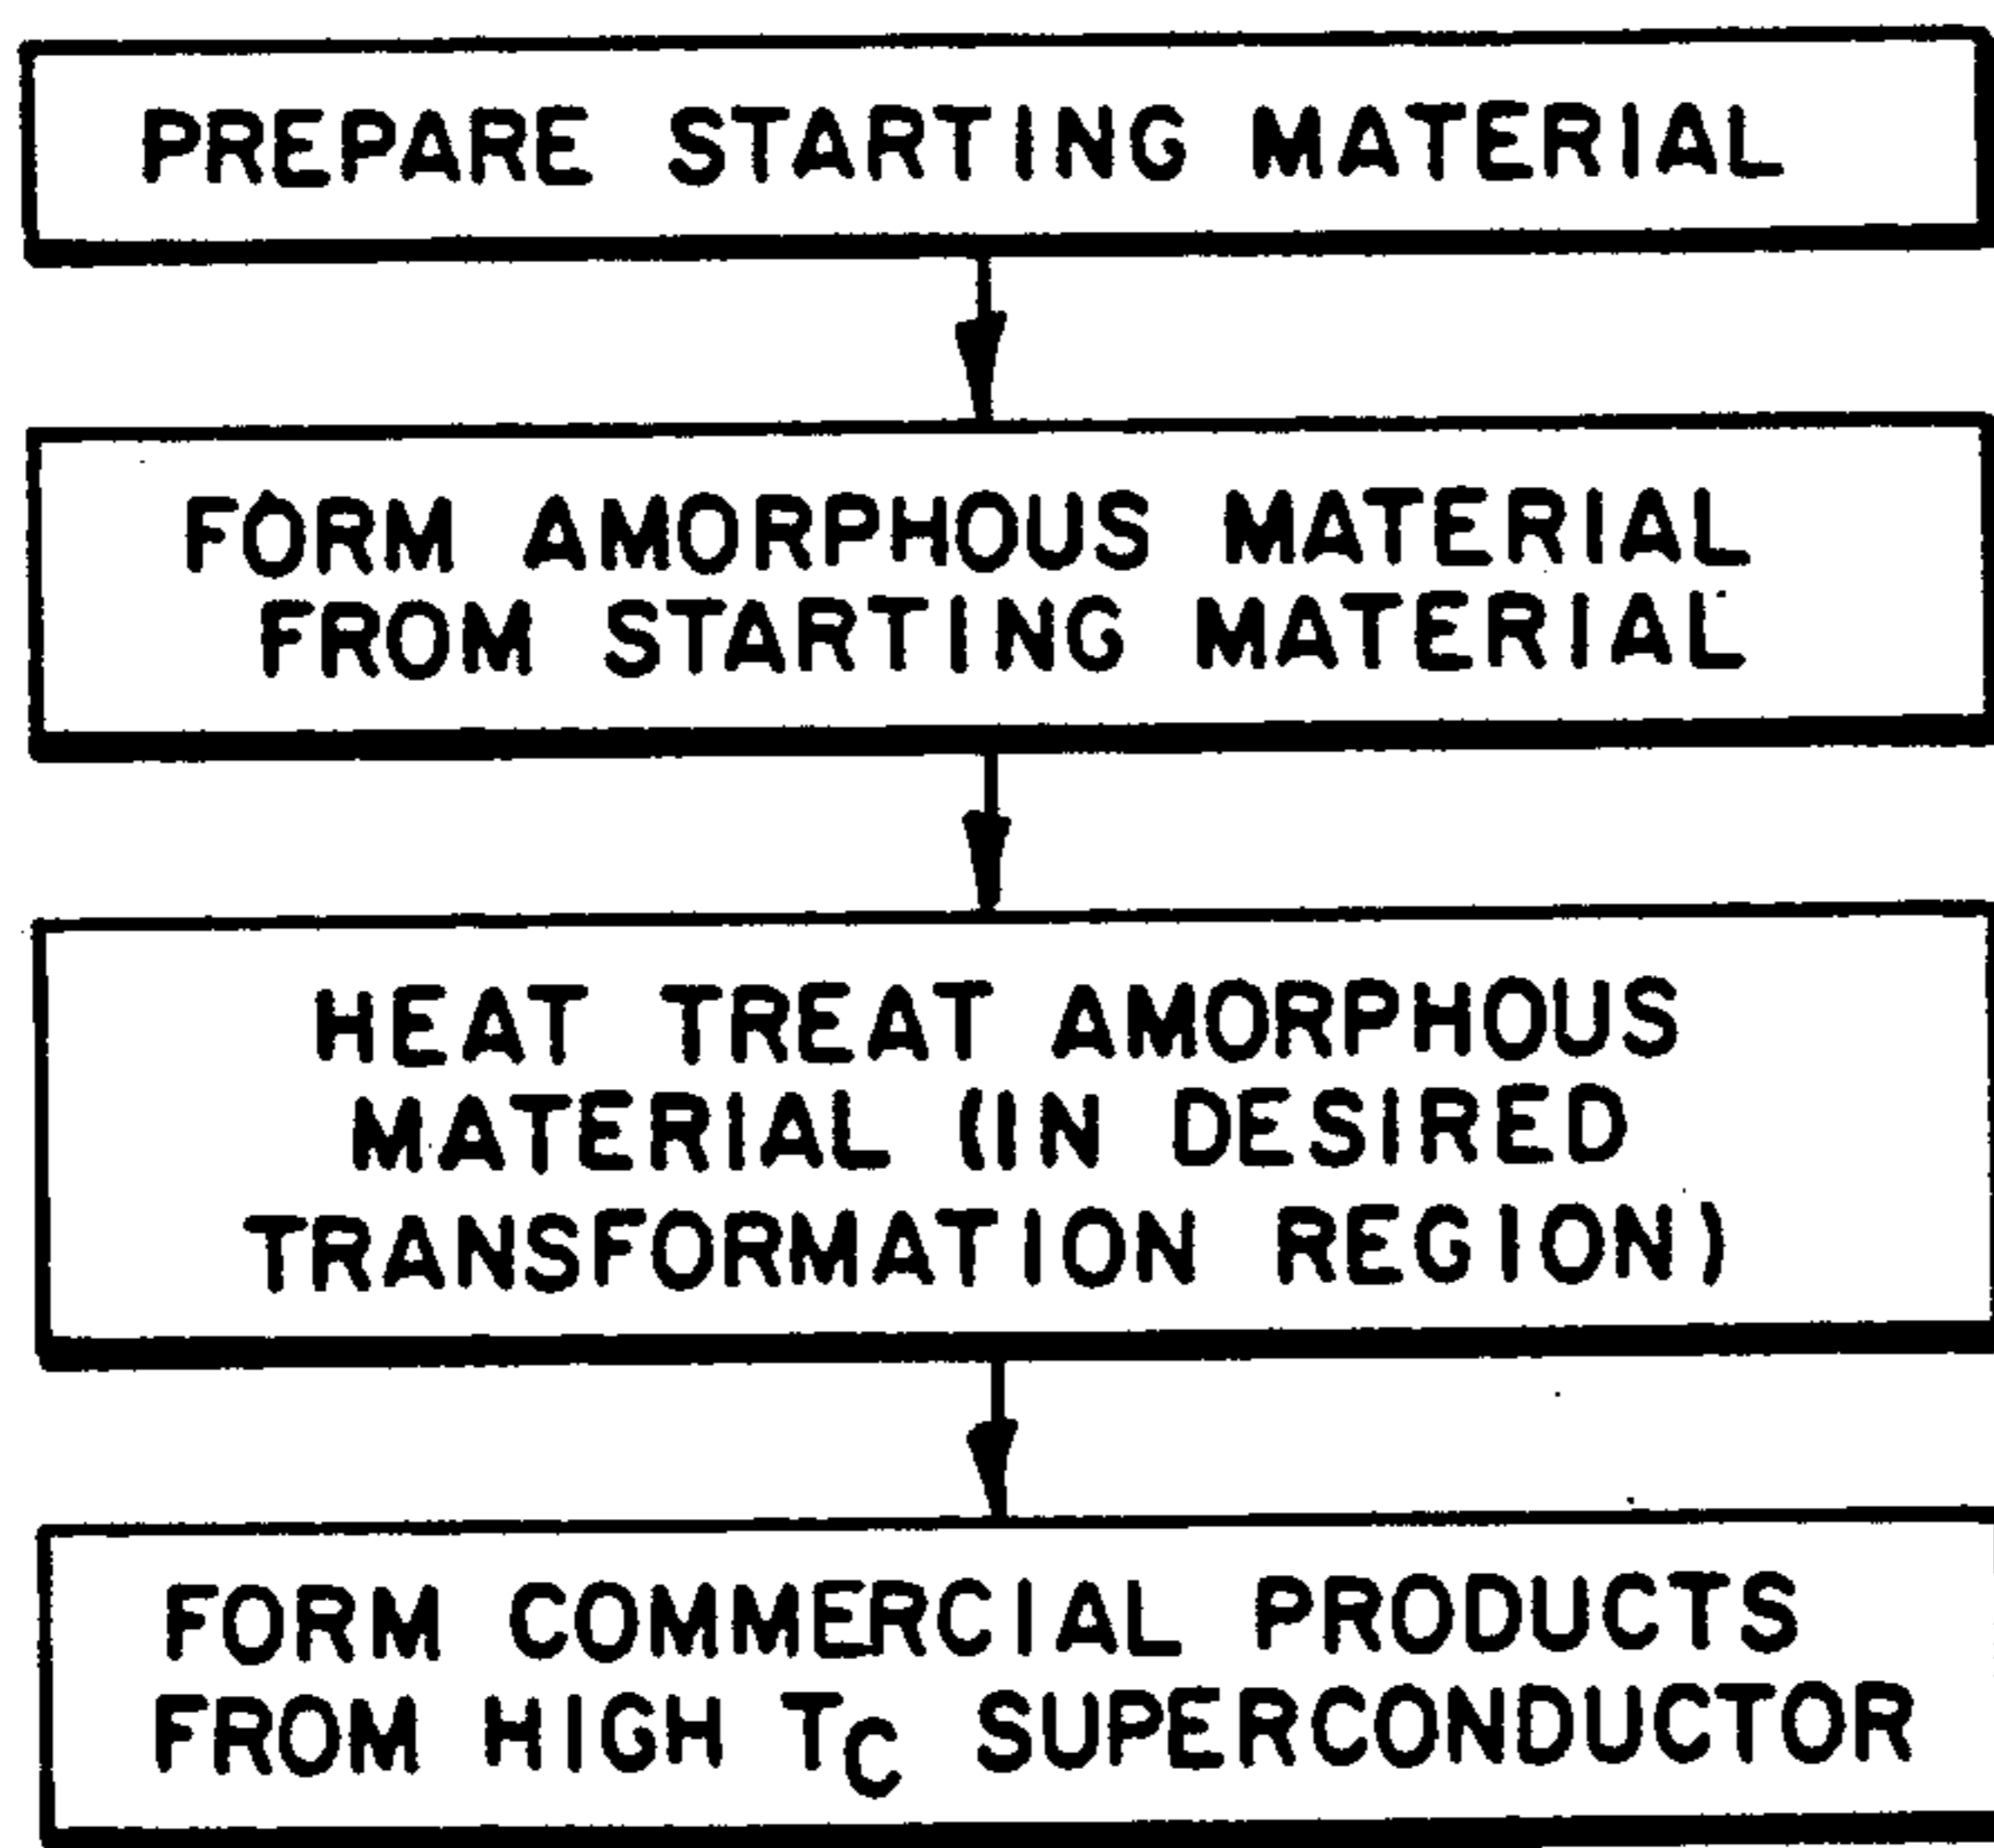 PREPARE STARTING MATERIAL
FORM AMORPHOUS MATERIAL
FROM STARTING MATERIAL
HEAT TREAT AMORPHOUS
MATERIAL (IN DESIRED
TRANSFORMATION REGION)
FORM COMMERCIAL PRODUCTS
FROM HIGH TC SUPERCONDUCTOR